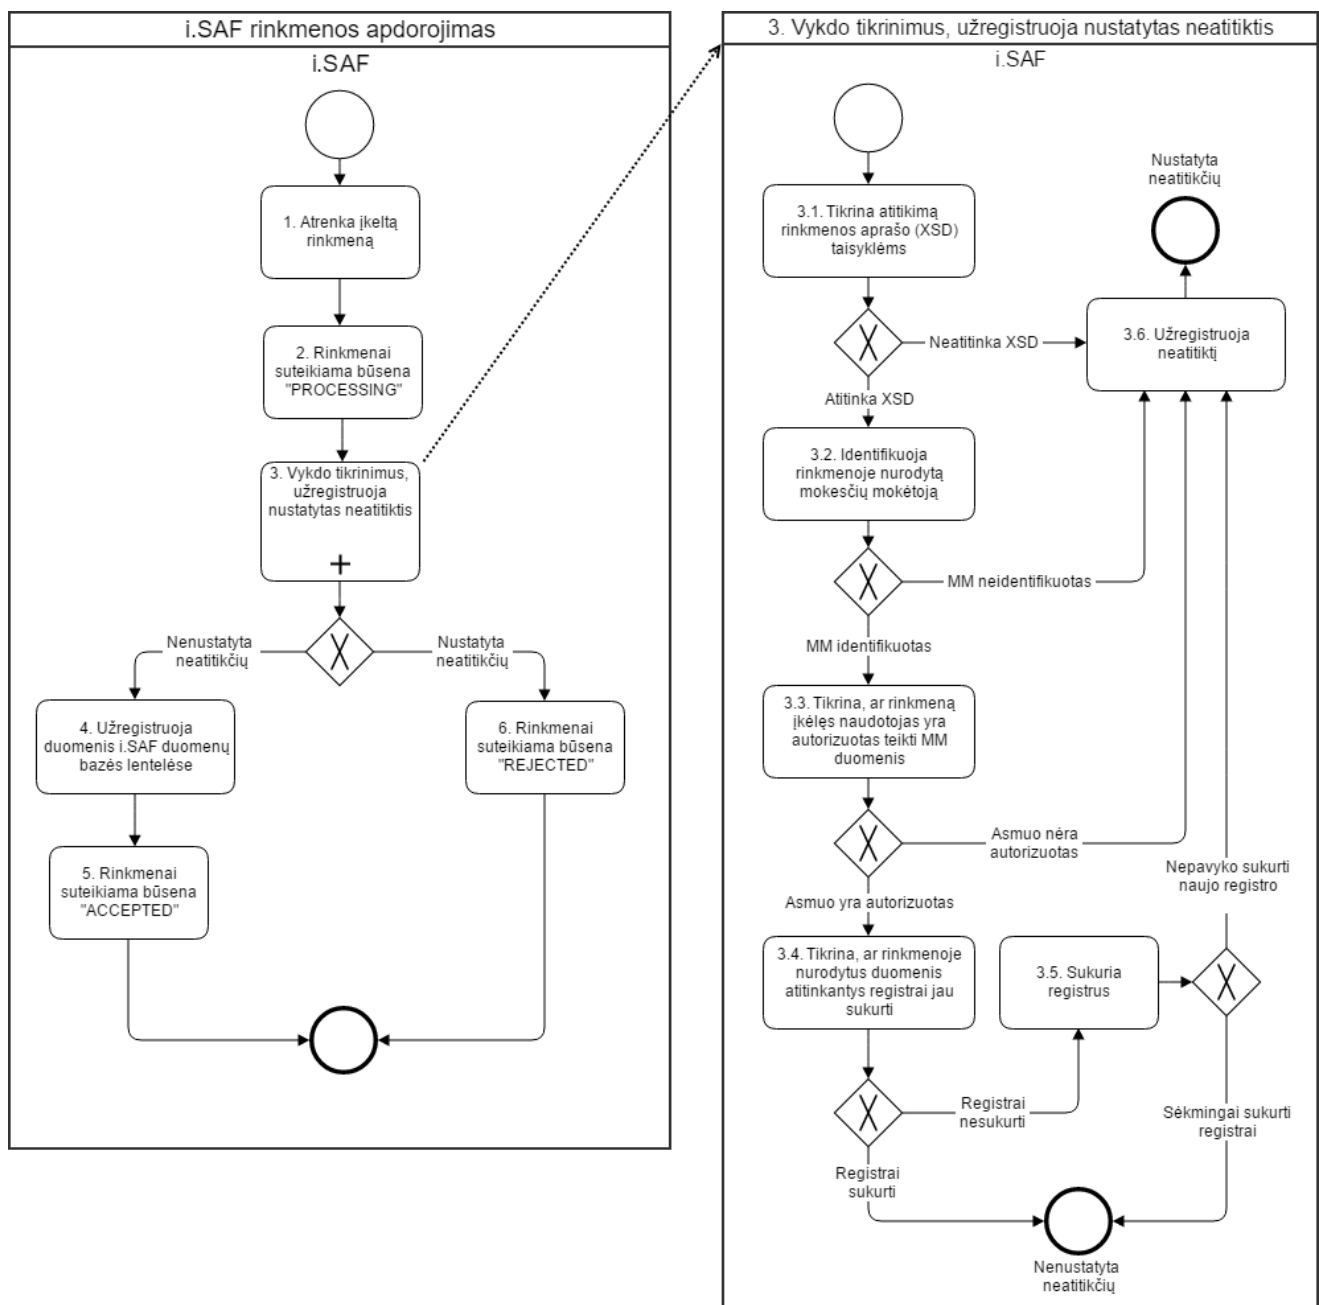 i.SAF rinkmenos apdorojimas
i.SAF
1. Atrenka įkeltą
rinkmeną
2. Rinkmenai
suteikiama būsena
"PROCESSING"
3. Vykdo tikrinimus,
užregistruoja
nustatytas neatitiktis
Nenustatyta
neatitikčių
Nustatyta
neatitikčių
4. Užregistruoja
duomenis i.SAF duomenų
bazės lentelėse
6. Rinkmenai
suteikiama būsena
"REJECTED"
5. Rinkmenai
suteikiama būsena
"ACCEPTED"
3. Vykdo tikrinimus, užregistruoja nustatytas neatitiktis
i.SAF
Nustatyta
neatitikčių
3.1. Tikrina atitikimą
rinkmenos aprašo (XSD)
taisyklėms
Neatitinka XSD
3.6. Užregistruoja
neatitiktį
Atitinka XSD
3.2. Identifikuoja
rinkmenoje nurodytą
mokesčių mokėtoją
MM neidentifikuotas
MM identifikuotas
3.3. Tikrina, ar rinkmeną
įkėlęs naudotojas yra
autorizuotas teikti MM
duomenis
Asmuo nėra
autorizuotas
Nepavyko sukurti
naujo registro
Asmuo yra autorizuotas
3.4. Tikrina, ar rinkmenoje
nurodytus duomenis
atitinkantys registrai jau
sukurti
3.5. Sukuria
registrus
Registrai
nesukurti
Sėkmingai sukurti
registrai
Registrai
sukurti
Nenustatyta
neatitikčių